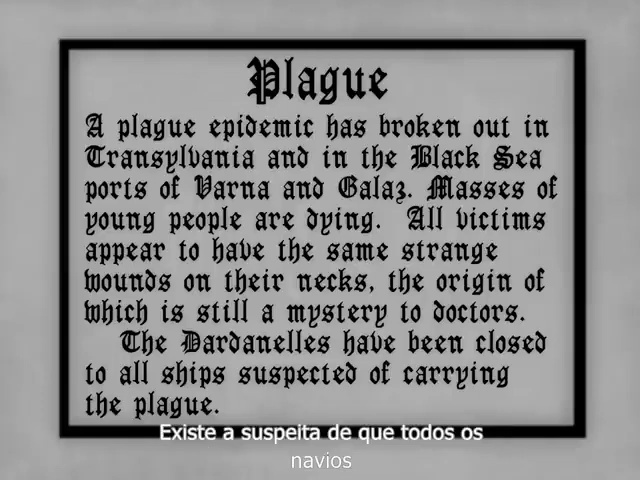 Plague
A plague epidemic has broken out in
Transylvania and in the Black Sea
ports of Varna and Galaz. Masses of
young people are dying. All victims
appear to have the same strange
wounds on their necks, the origin of
which is still a mystery to doctors.
The Dardanelles have been closed
to all ships suspected of carrying
the plague.
Existe a suspeita de que todos os
navios